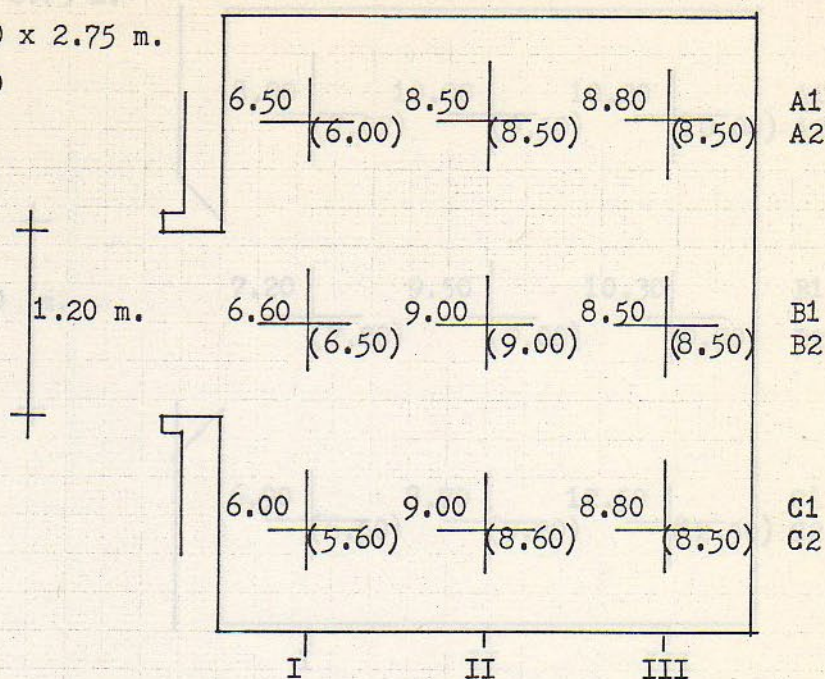 x 2.75 m.
6.50 8.50 8.80 A1
(6.00) (8.50) (8.50) A2
1.20 m.
6.60 9.00 8.50 B1
(6.50) (9.00) (8.50) B2
6.00 9.00 8.80 C1
(5.60) (8.60) (8.50) C2
I II III